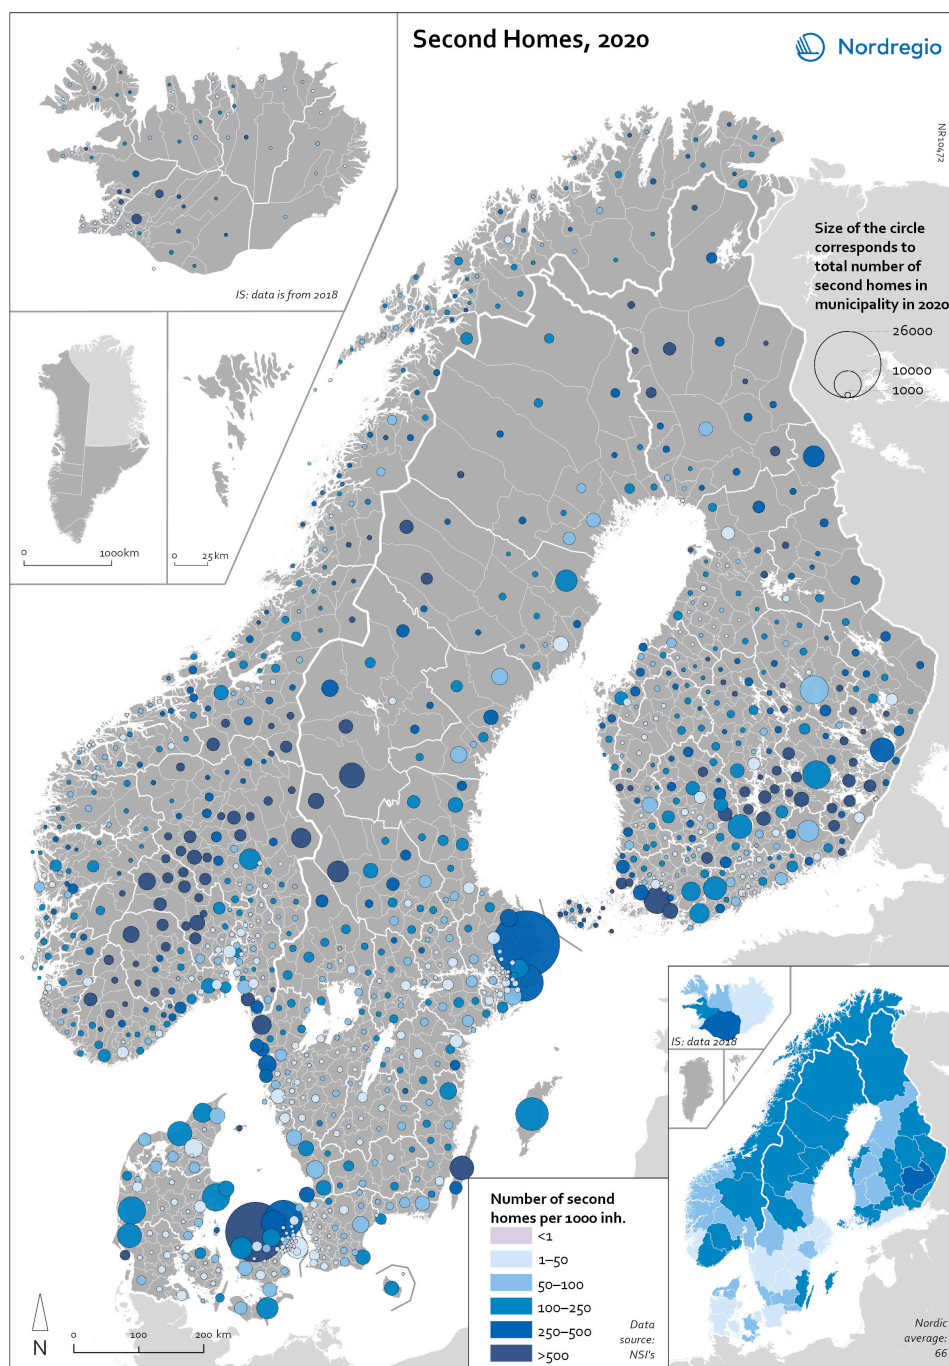 Second Homes, 2020
Nordregio
NR10472
Size of the circle
corresponds to
total number of
second homes in
municipality in 2020
26000
10000
1000
IS: data is from 2018
0
1000km
0
25km
IS: data 2018
Number of second
homes per 1000 inh.
<1
1–50
50–100
100–250
250–500
>500
Data
source:
NSI's
Nordic
average:
66
N
0
100
200 km